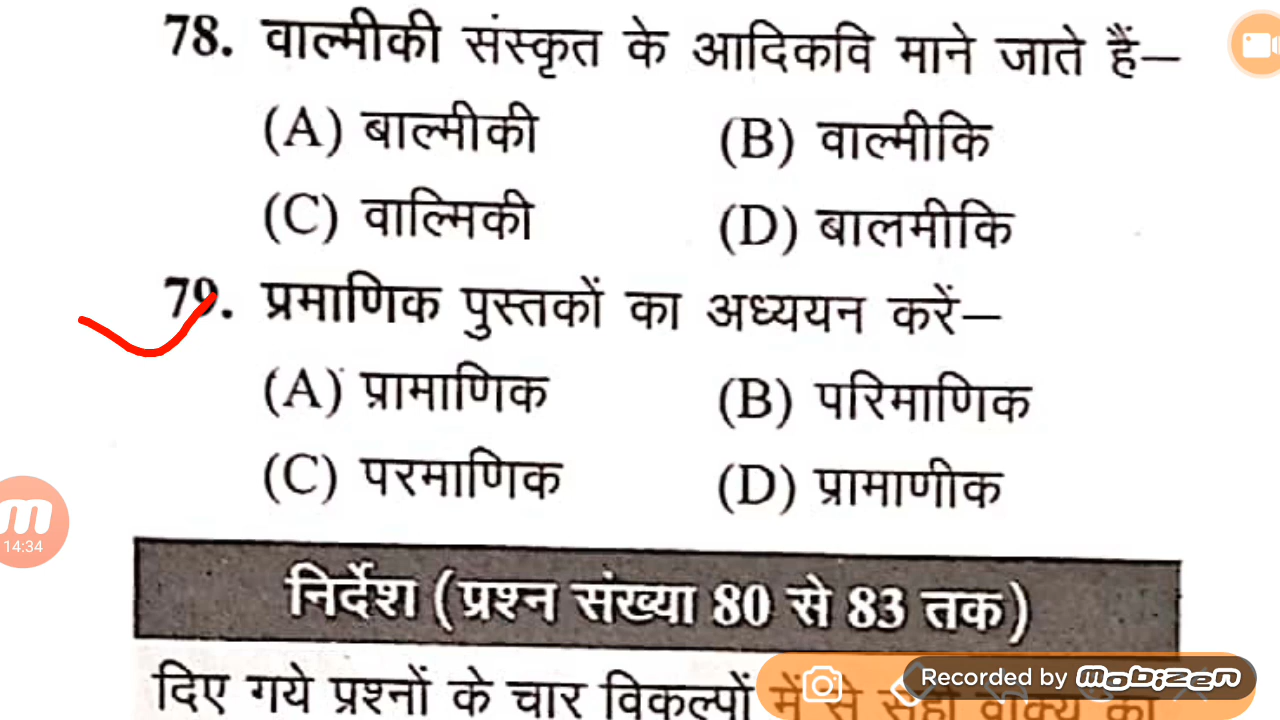 78. वाल्मीकी संस्कृत के आदिकवि माने जाते हैं—
(A) बाल्मीकी (B) वाल्मीकि
(C) वाल्मिकी (D) बालमीकि
79. प्रमाणिक पुस्तकों का अध्ययन करें—
(A) प्रामाणिक (B) परिमाणिक
(C) परमाणिक (D) प्रामाणीक
14:34
निर्देश (प्रश्न संख्या 80 से 83 तक)
दिए गये प्रश्नों के चार विकल्पों में से
Recorded by mobizen